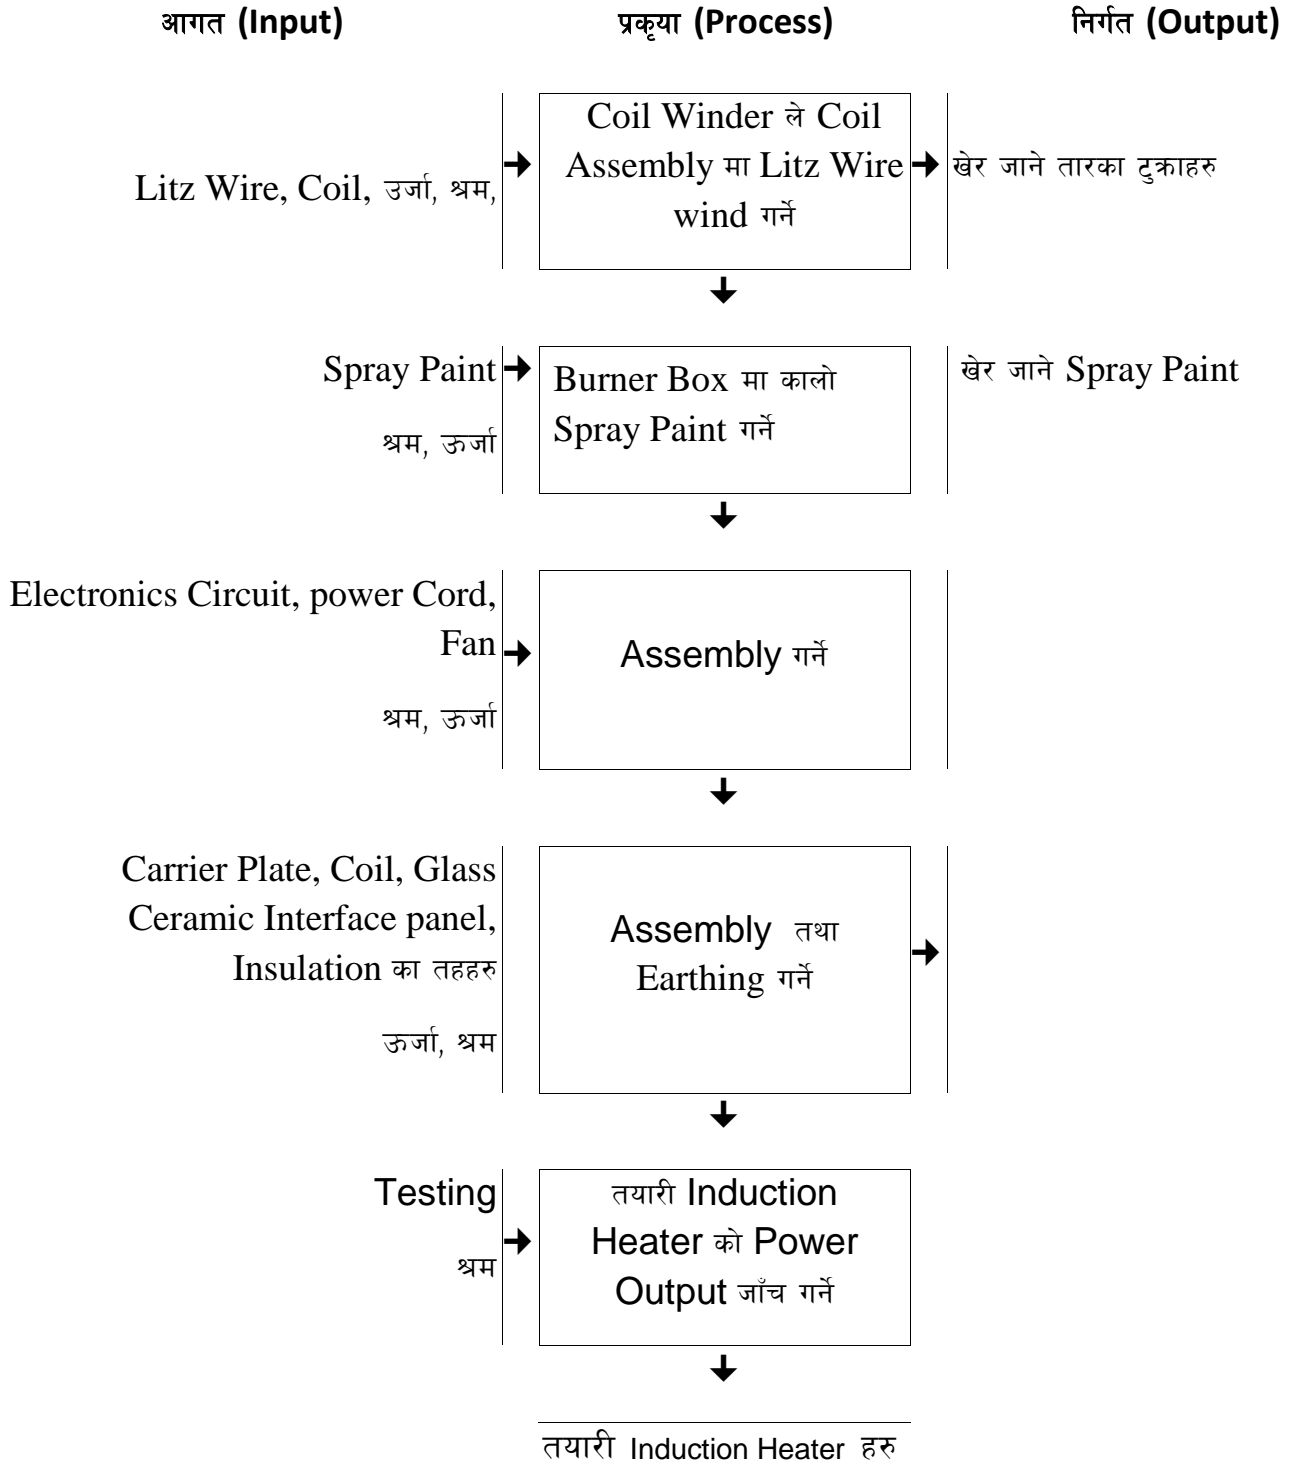 आगत (Input)
प्रकृया (Process)
निर्गत (Output)
Litz Wire, Coil, उर्जा, श्रम,
Coil Winder ले Coil
Assembly मा Litz Wire
wind गर्ने
खेर जाने तारका टुक्राहरु
Spray Paint
श्रम, ऊर्जा
Burner Box मा कालो
Spray Paint गर्ने
खेर जाने Spray Paint
Electronics Circuit, power Cord,
Fan
श्रम, ऊर्जा
Assembly गर्ने
Carrier Plate, Coil, Glass
Ceramic Interface panel,
Insulation का तहहरु
ऊर्जा, श्रम
Assembly तथा
Earthing गर्ने
Testing
श्रम
तयारी Induction
Heater को Power
Output जाँच गर्ने
तयारी Induction Heater हरु